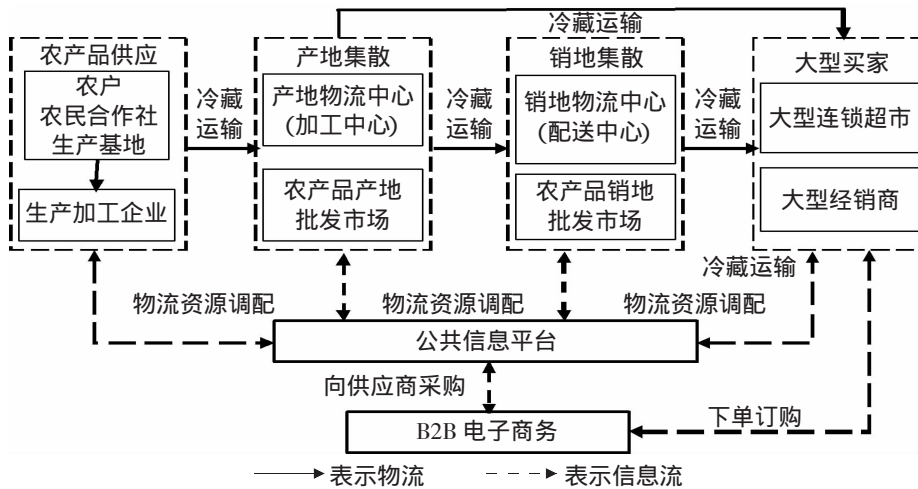 冷藏运输
农产品供应
农户
农民合作社
生产基地
生产加工企业
冷藏
运输
产地集散
产地物流中心
(加工中心)
农产品产地
批发市场
冷藏
运输
销地集散
销地物流中心
(配送中心)
农产品销地
批发市场
冷藏
运输
大型买家
大型连锁超市
大型经销商
冷藏运输
物流资源调配
物流资源调配
物流资源调配
公共信息平台
向供应商采购
B2B 电子商务
下单订购
表示物流
表示信息流